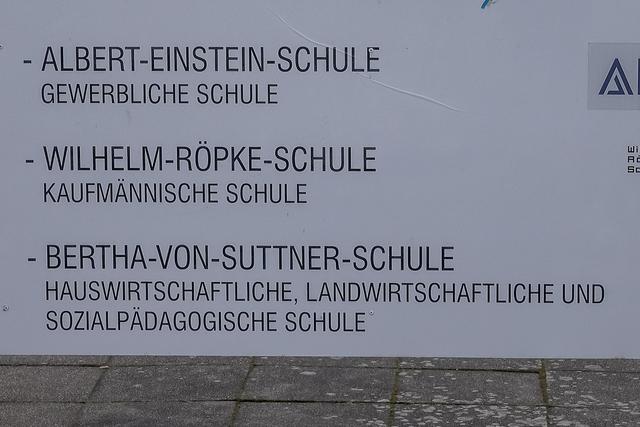 - ALBERT-EINSTEIN-SCHULE
GEWERBLICHE SCHULE
- WILHELM-RÖPKE-SCHULE
KAUFMÄNNISCHE SCHULE
- BERTHA-VON-SUTTNER-SCHULE
HAUSWIRTSCHAFTLICHE, LANDWIRTSCHAFTLICHE UND
SOZIALPÄDAGOGISCHE SCHULE